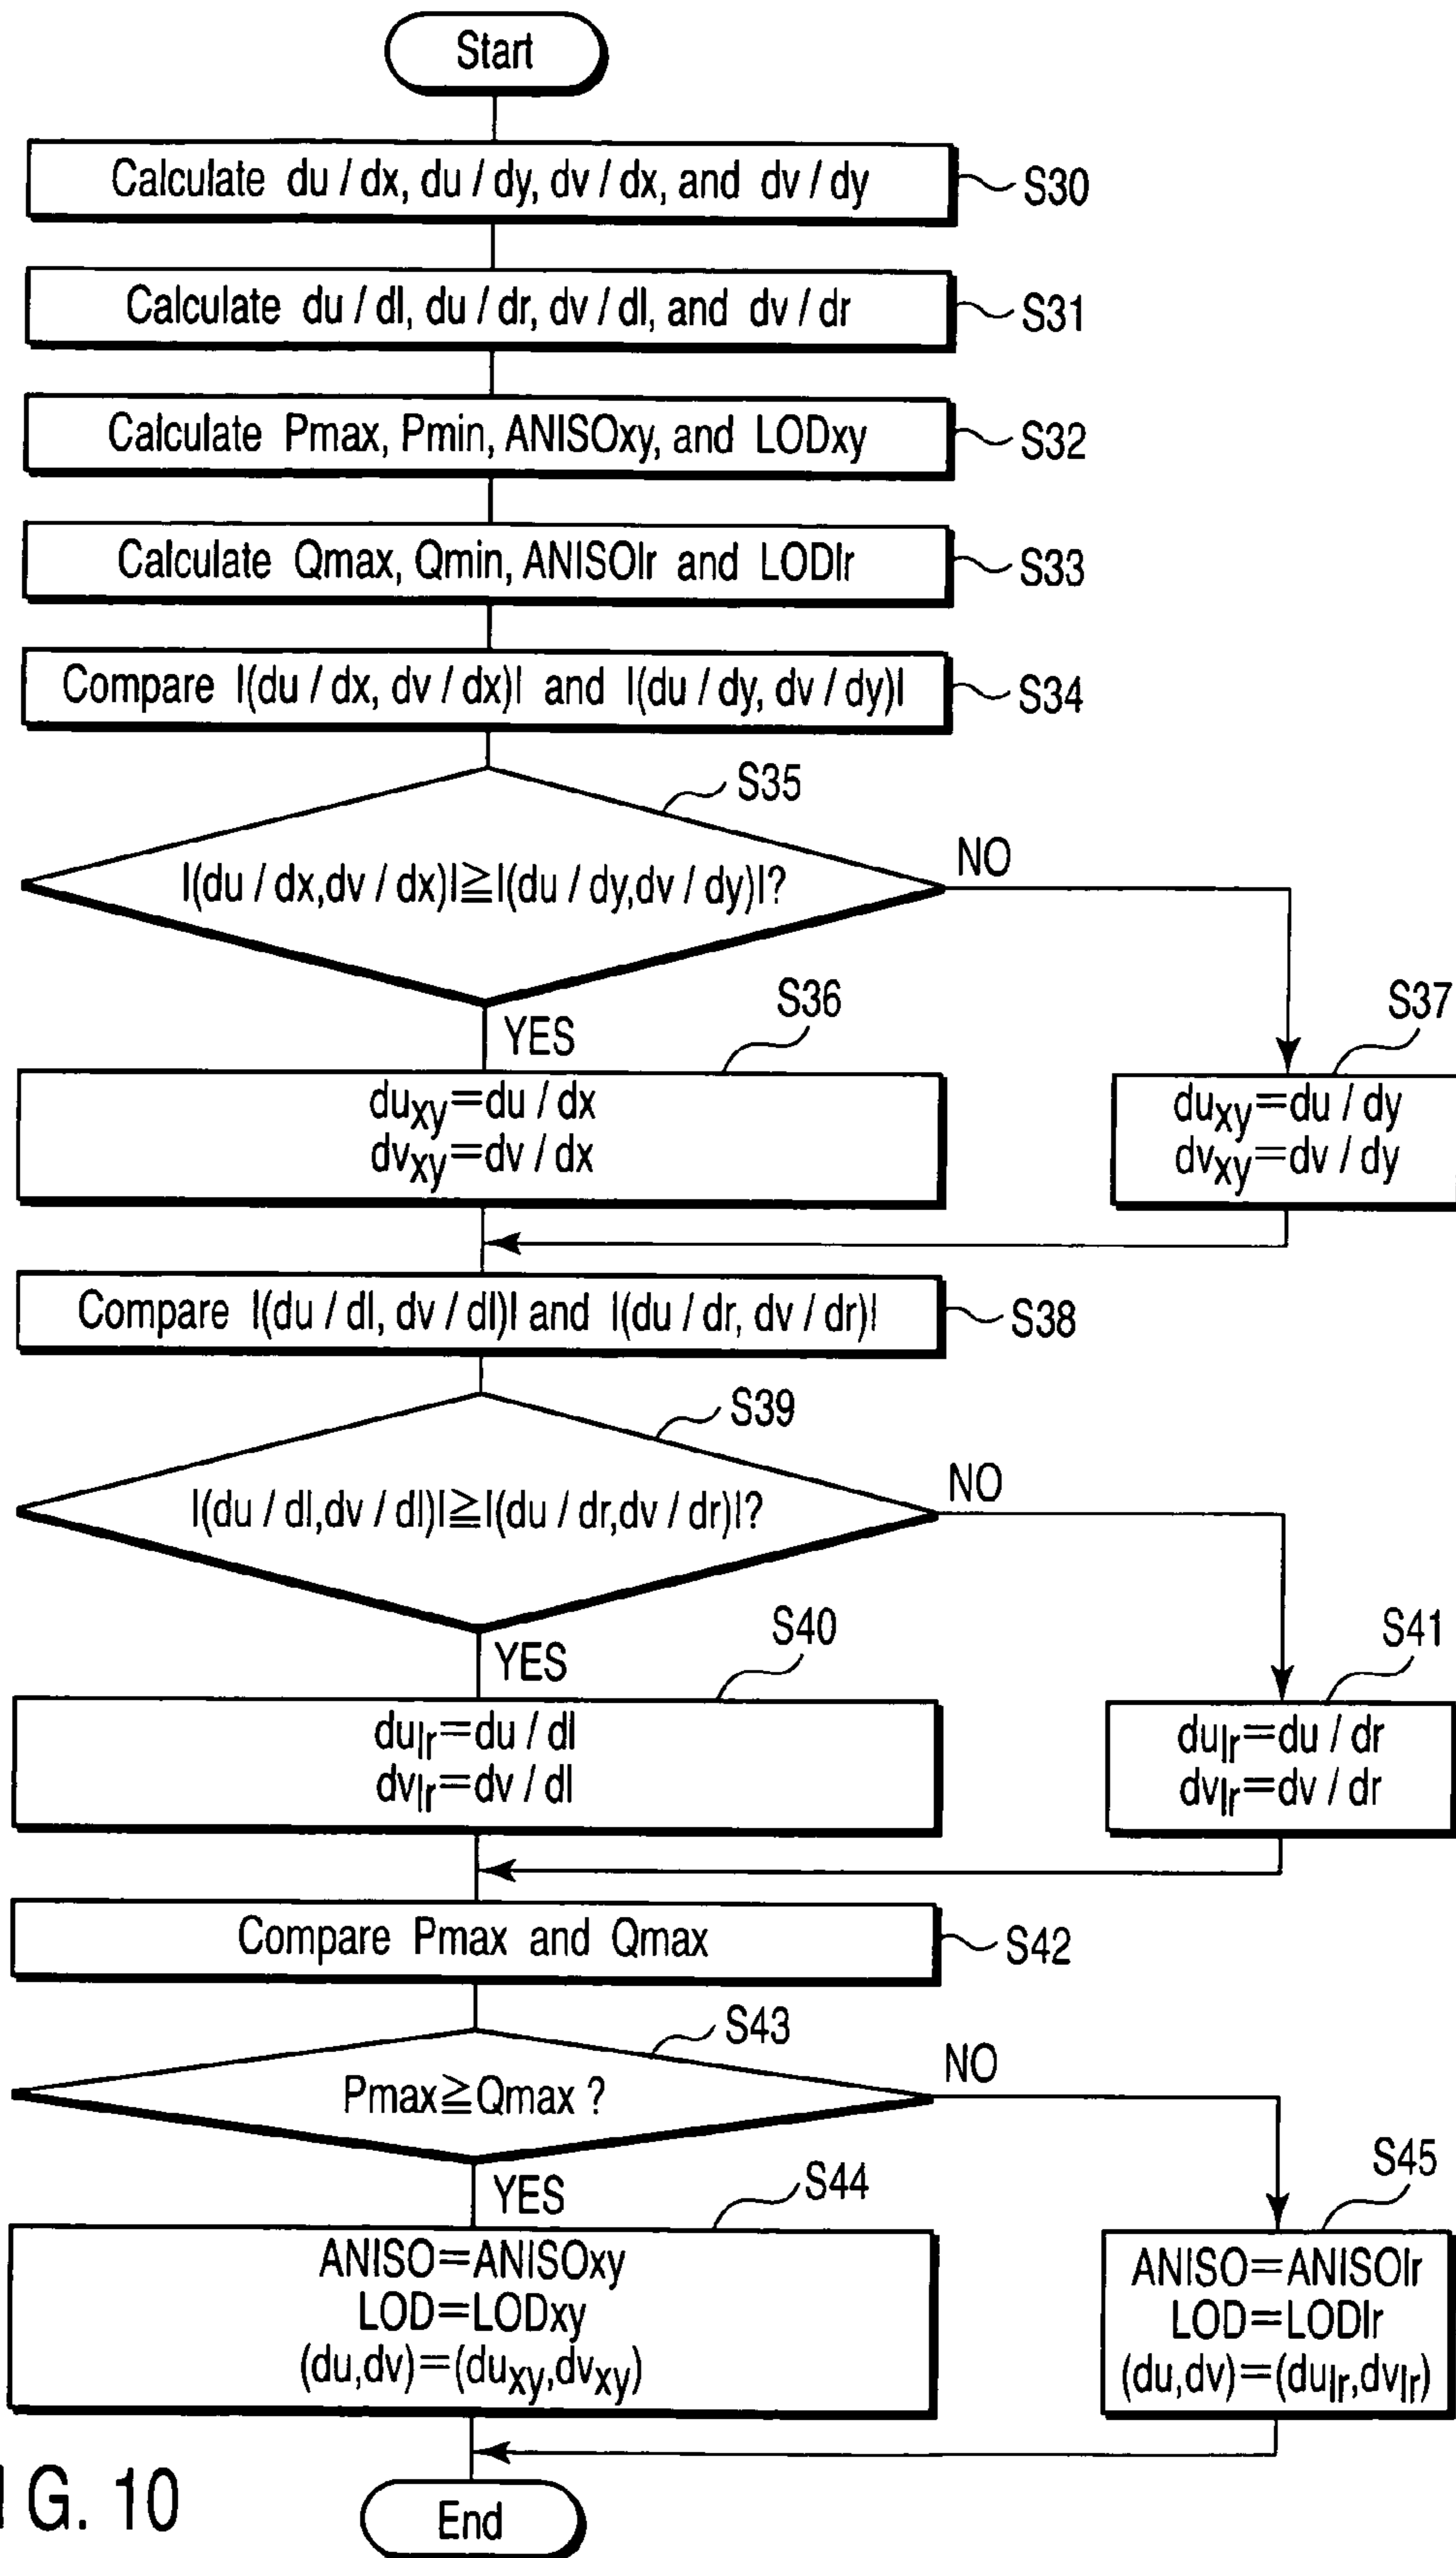 Start
Calculate du / dx, du / dy, dv / dx, and dv / dy
S30
Calculate du / dl, du / dr, dv / dl, and dv / dr
S31
Calculate Pmax, Pmin, ANISOxy, and LODxy
S32
Calculate Qmax, Qmin, ANISOlr and LODlr
S33
Compare |(du / dx, dv / dx)| and |(du / dy, dv / dy)|
S34
S35
|(du / dx,dv / dx)|≧|(du / dy,dv / dy)|?
NO
YES
S36
S37
duxy=du / dx
dvxy=dv / dx
duxy=du / dy
dvxy=dv / dy
Compare |(du / dl, dv / dl)| and |(du / dr, dv / dr)|
S38
S39
|(du / dl,dv / dl)|≧|(du / dr,dv / dr)|?
NO
YES
S40
S41
dulr=du / dl
dvlr=dv / dl
dulr=du / dr
dvlr=dv / dr
Compare Pmax and Qmax
S42
S43
Pmax≧Qmax ?
NO
YES
S44
S45
ANISO=ANISOxy
LOD=LODxy
(du,dv)=(duxy,dvxy)
ANISO=ANISOlr
LOD=LODlr
(du,dv)=(dulr,dvlr)
End
I G. 10